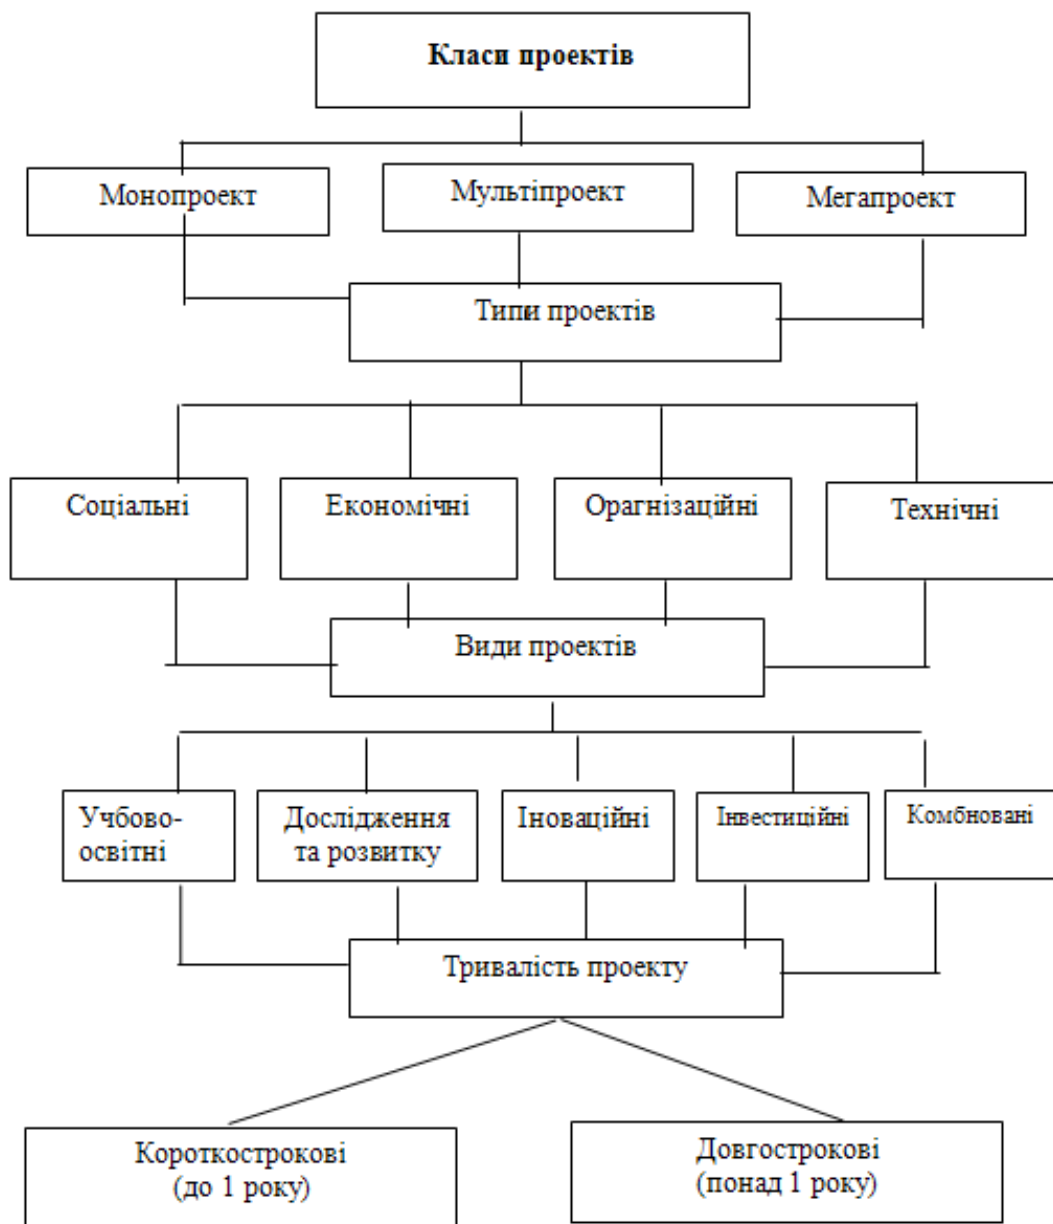 Класи проектів
Монопроект
Мультіпроект
Мегапроект
Типи проектів
Соціальні
Економічні
Орагнізаційні
Технічні
Види проектів
Учбово-
освітні
Дослідження
та розвитку
Іноваційні
Інвестиційні
Комбновані
Тривалість проекту
Короткострокові
(до 1 року)
Довгострокові
(понад 1 року)